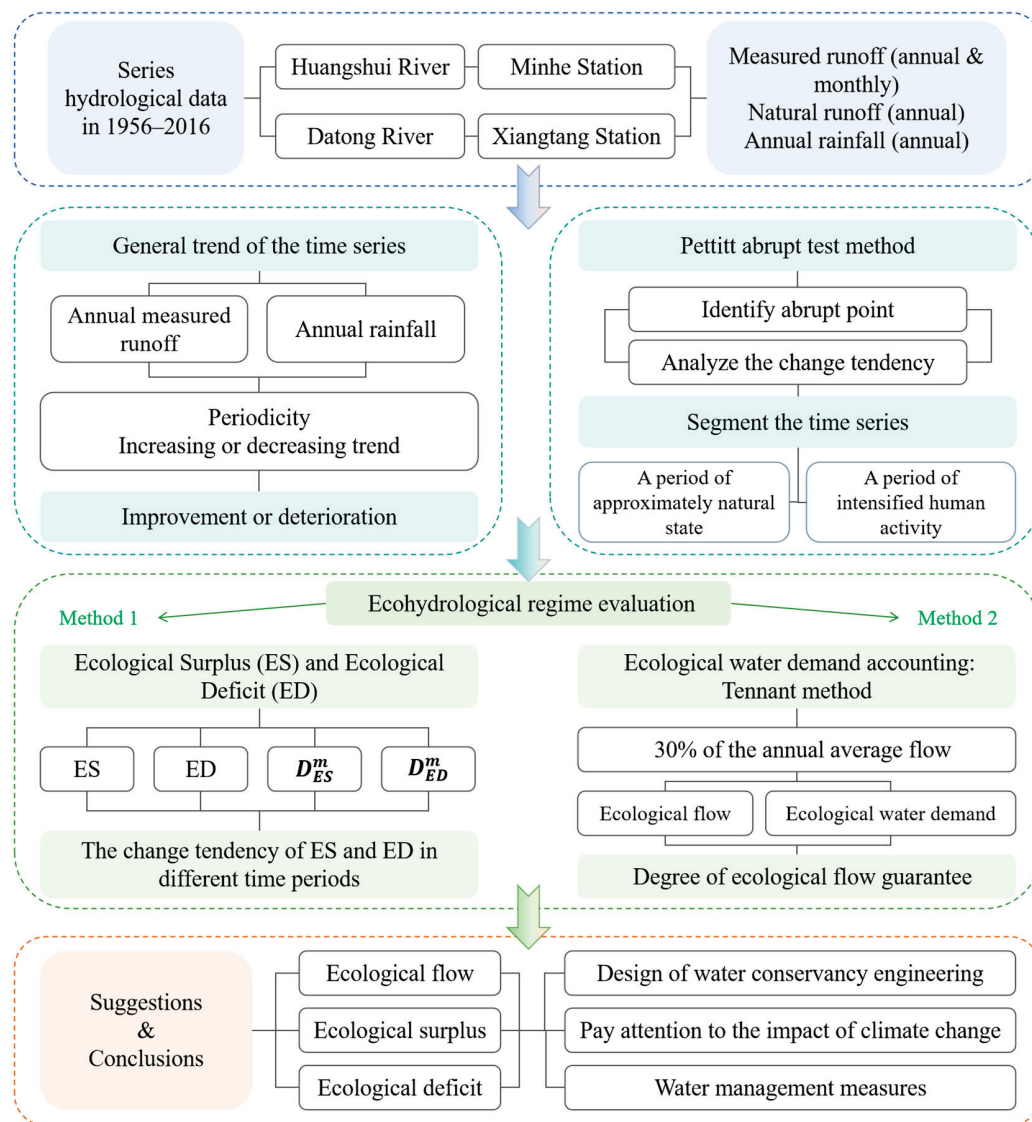 Series
hydrological data
in 1956–2016
Huangshui River
Minhe Station
Datong River
Xiangtang Station
Measured runoff (annual &
monthly)
Natural runoff (annual)
Annual rainfall (annual)
General trend of the time series
Annual measured
runoff
Annual rainfall
Periodicity
Increasing or decreasing trend
Improvement or deterioration
Pettitt abrupt test method
Identify abrupt point
Analyze the change tendency
Segment the time series
A period of
approximately natural
state
A period of
intensified human
activity
Ecohydrological regime evaluation
Method 1
Method 2
Ecological Surplus (ES) and Ecological
Deficit (ED)
ES
ED
D^m_ES
D^m_ED
The change tendency of ES and ED in
different time periods
Ecological water demand accounting:
Tennant method
30% of the annual average flow
Ecological flow
Ecological water demand
Degree of ecological flow guarantee
Suggestions
&
Conclusions
Ecological flow
Ecological surplus
Ecological deficit
Design of water conservancy engineering
Pay attention to the impact of climate change
Water management measures